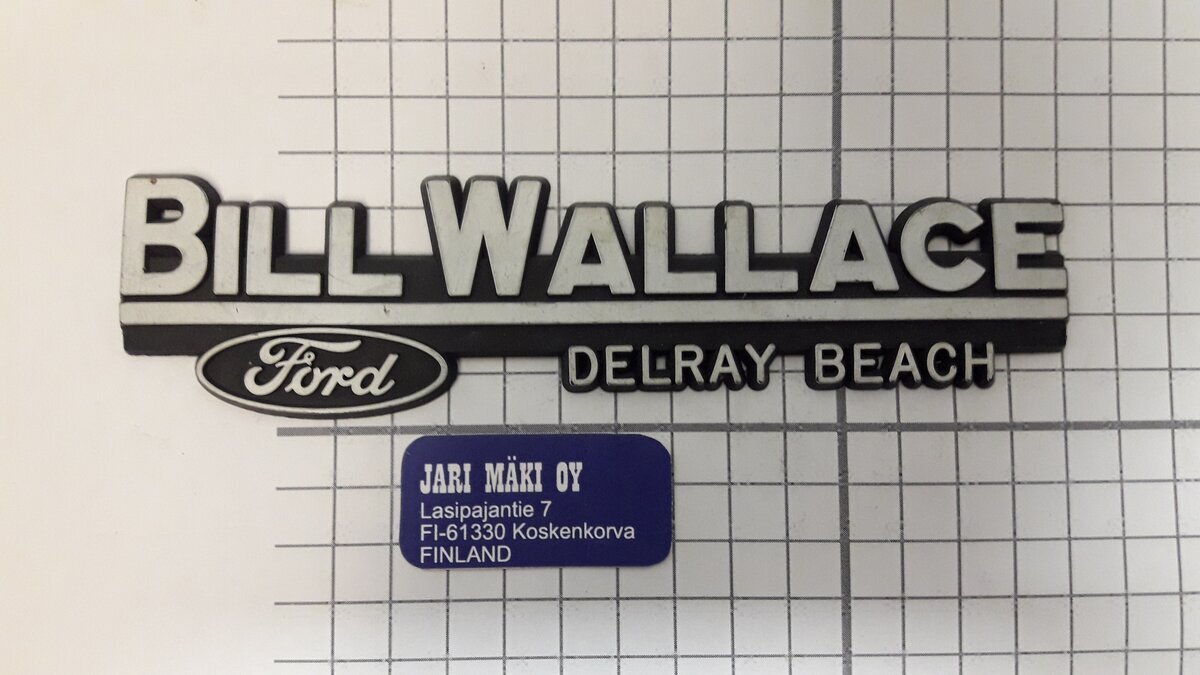 BILL WALLACE
Ford DELRAY BEACH
JARI MÄKI OY
Lasipajantie 7
FI-61330 Koskenkorva
FINLAND